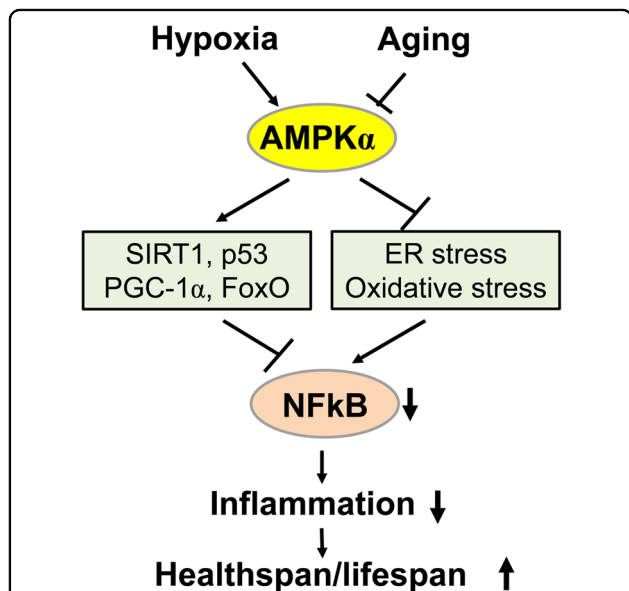 Hypoxia Aging
AMPKα
SIRT1, p53
PGC-1α, FoxO
ER stress
Oxidative stress
NFkB
Inflammation
Healthspan/lifespan